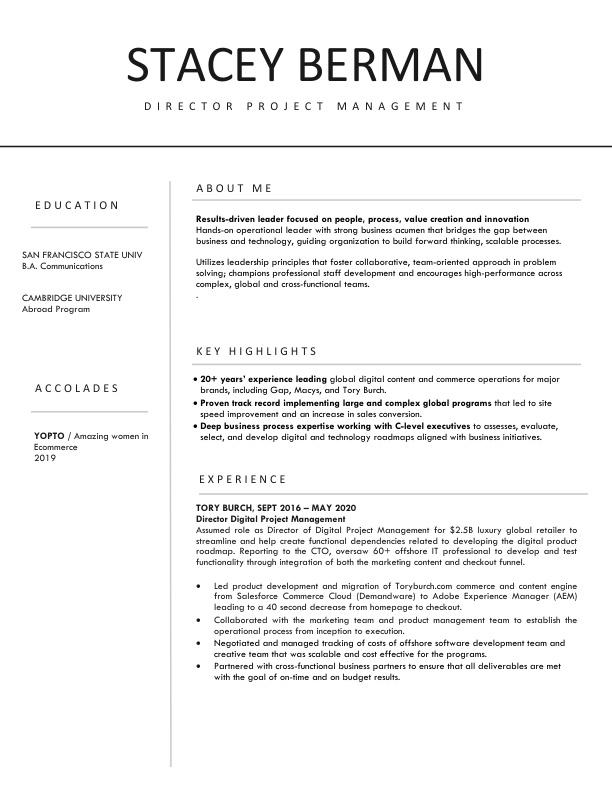 STACEY BERMAN
DIRECTOR PROJECT MANAGEMENT
EDUCATION
SAN FRANCISCO STATE UNIV
B.A. Communications
CAMBRIDGE UNIVERSITY
Abroad Program
ACCOLADES
YOPTO / Amazing women in
Ecommerce
2019
ABOUT ME
Results-driven leader focused on people, process, value creation and innovation
Hands-on operational leader with strong business acumen that bridges the gap between
business and technology, guiding organization to build forward thinking, scalable processes.
Utilizes leadership principles that foster collaborative, team-oriented approach in problem
solving; champions professional staff development and encourages high-performance across
complex, global and cross-functional teams.
.
KEY HIGHLIGHTS
• 20+ years' experience leading global digital content and commerce operations for major
brands, including Gap, Macys, and Tory Burch.
• Proven track record implementing large and complex global programs that led to site
speed improvement and an increase in sales conversion.
• Deep business process expertise working with C-level executives to assesses, evaluate,
select, and develop digital and technology roadmaps aligned with business initiatives.
EXPERIENCE
TORY BURCH, SEPT 2016 – MAY 2020
Director Digital Project Management
Assumed role as Director of Digital Project Management for $2.5B luxury global retailer to
streamline and help create functional dependencies related to developing the digital product
roadmap. Reporting to the CTO, oversaw 60+ offshore IT professional to develop and test
functionality through integration of both the marketing content and checkout funnel.
• Led product development and migration of Toryburch.com commerce and content engine
from Salesforce Commerce Cloud (Demandware) to Adobe Experience Manager (AEM)
leading to a 40 second decrease from homepage to checkout.
• Collaborated with the marketing team and product management team to establish the
operational process from inception to execution.
• Negotiated and managed tracking of costs of offshore software development team and
creative team that was scalable and cost effective for the programs.
• Partnered with cross-functional business partners to ensure that all deliverables are met
with the goal of on-time and on budget results.